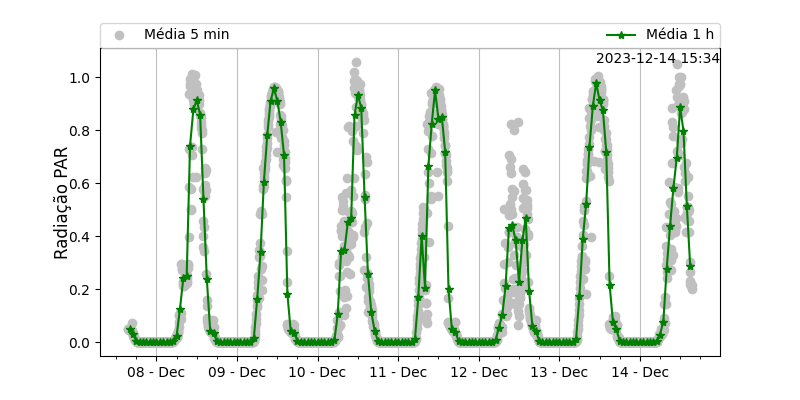 Média 5 min
Média 1 h
2023-12-14 15:34
Radiação PAR
1.0
0.8
0.6
0.4
0.2
0.0
08 - Dec
09 - Dec
10 - Dec
11 - Dec
12 - Dec
13 - Dec
14 - Dec